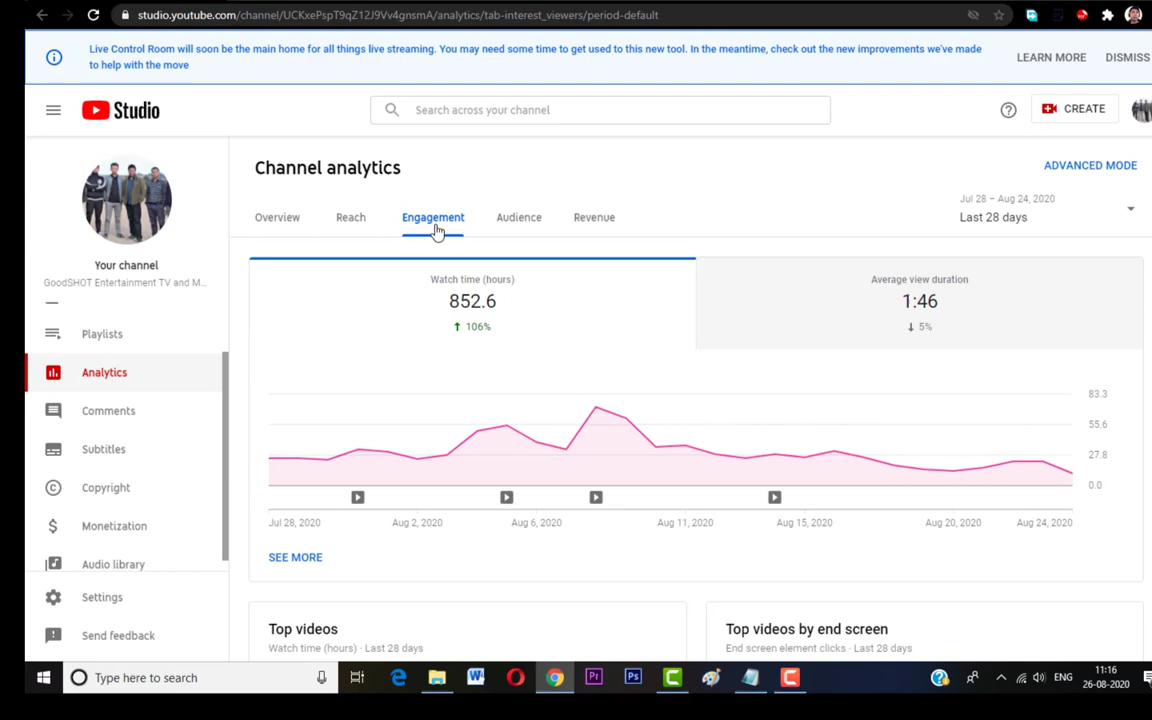 studio.youtube.com/channel/UCKxePspT9qZ12J9Vv4gnsmA/analytics/tab-interest_viewers/period-default
Live Control Room will soon be the main home for all things live streaming. You may need some time to get used to this new tool. In the meantime, check out the new improvements we've made
to help with the move
LEARN MORE
DISMISS
Studio
Search across your channel
CREATE
Your channel
GoodSHOT Entertainment TV and M...
Playlists
Analytics
Comments
Subtitles
Copyright
Monetization
Audio library
Settings
Send feedback
Channel analytics
ADVANCED MODE
Overview
Reach
Engagement
Audience
Revenue
Jul 28 – Aug 24, 2020
Last 28 days
Watch time (hours)
852.6
106%
Average view duration
1:46
5%
83.3
55.6
27.8
0.0
Jul 28, 2020
Aug 2, 2020
Aug 6, 2020
Aug 11, 2020
Aug 15, 2020
Aug 20, 2020
Aug 24, 2020
SEE MORE
Top videos
Watch time (hours) · Last 28 days
Top videos by end screen
End screen element clicks · Last 28 days
Type here to search
W
Pr
Ps
ENG
11:16
26-08-2020